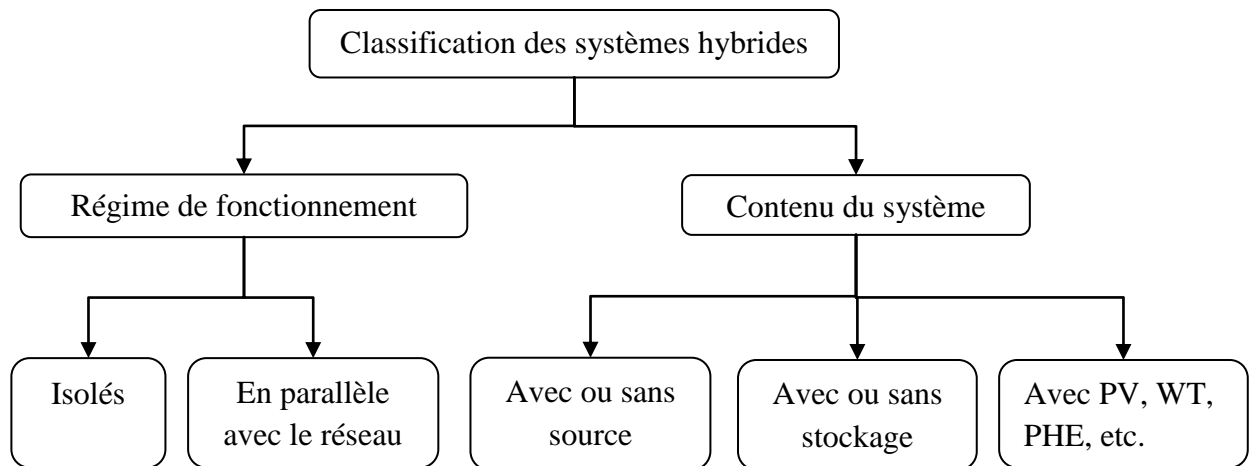 Classification des systèmes hybrides
Régime de fonctionnement
Contenu du système
Isolés
En parallèle
avec le réseau
Avec ou sans
source
Avec ou sans
stockage
Avec PV, WT,
PHE, etc.